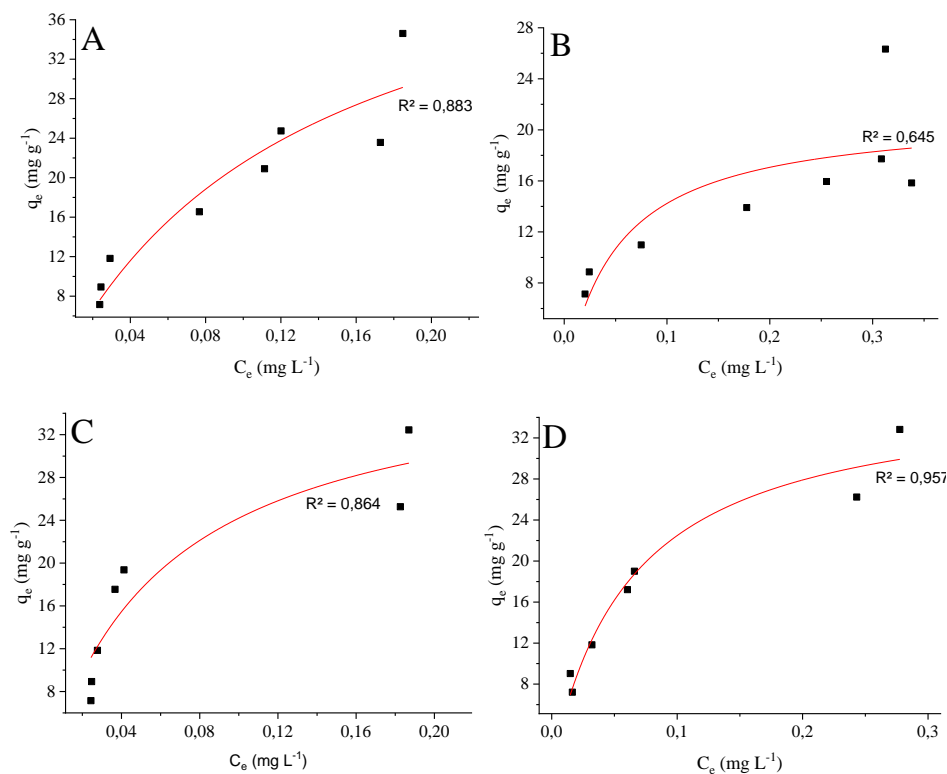 A
36
32
28
24
20
16
12
8
qₑ (mg g⁻¹)
R² = 0,883
0,04
0,08
0,12
0,16
0,20
Cₑ (mg L⁻¹)
B
28
24
20
16
12
8
qₑ (mg g⁻¹)
R² = 0,645
0,0
0,1
0,2
0,3
Cₑ (mg L⁻¹)
C
32
28
24
20
16
12
8
qₑ (mg g⁻¹)
R² = 0,864
0,04
0,08
0,12
0,16
0,20
Cₑ (mg L⁻¹)
D
32
28
24
20
16
12
8
qₑ (mg g⁻¹)
R² = 0,957
0,0
0,1
0,2
0,3
Cₑ (mg L⁻¹)